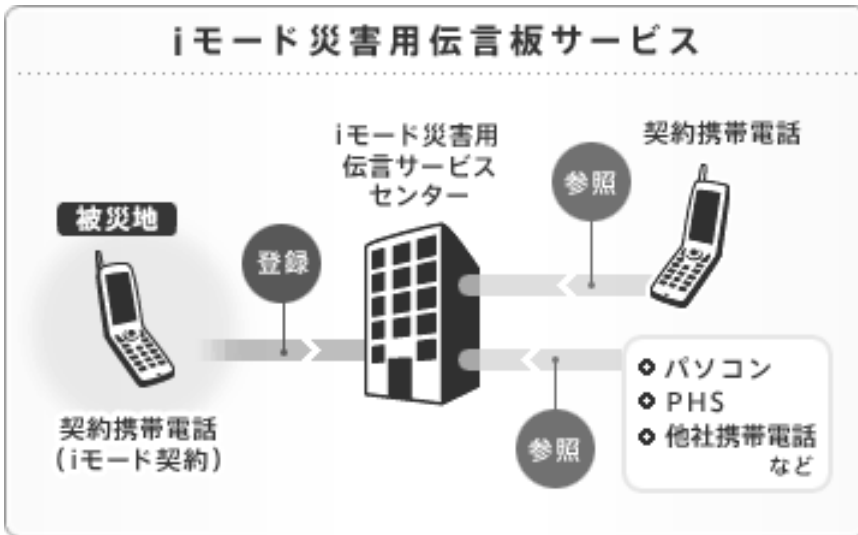 iモード災害用伝言板サービス
iモード災害用
伝言サービス
センター
契約携帯電話
参照
被災地
登録
契約携帯電話
(iモード契約)
パソコン
PHS
他社携帯電話
など
参照